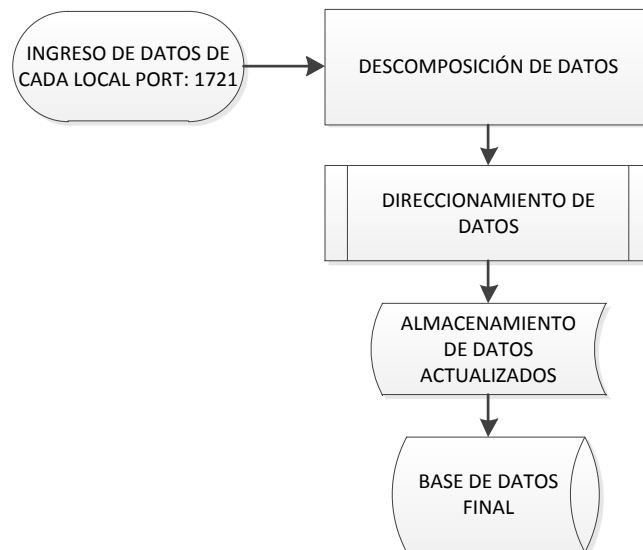 INGRESO DE DATOS DE
CADA LOCAL PORT: 1721
DESCOMPOSICIÓN DE DATOS
DIRECCIONAMIENTO DE
DATOS
ALMACENAMIENTO
DE DATOS
ACTUALIZADOS
BASE DE DATOS
FINAL